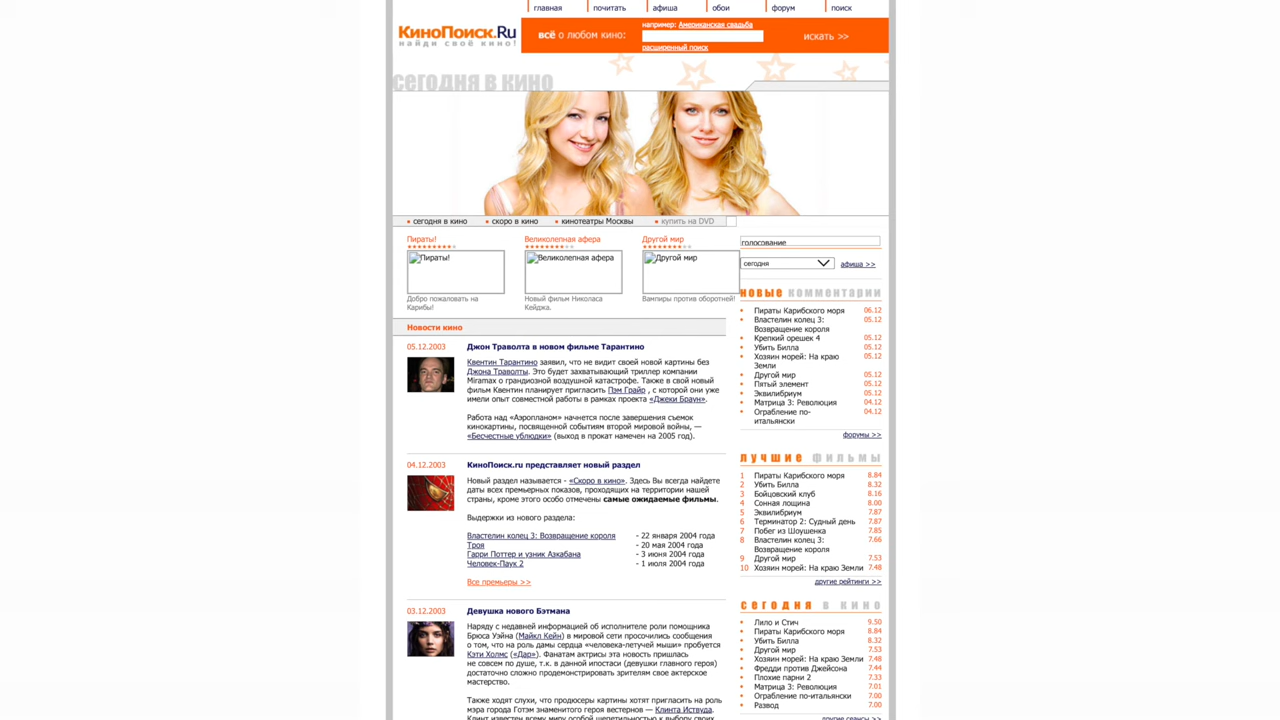 главная
почитать
афиша
обои
форум
поиск
КиноПоиск.Ru
найди своё кино!
всё о любом кино:
например: Американская свадьба
расширенный поиск
искать >>
сегодня в кино
сегодня в кино
скоро в кино
кинотеатры Москвы
купить на DVD
Пираты!
Пираты!
Добро пожаловать на
Карибы!
Великолепная афера
Великолепная афера
Новый фильм Николаса
Кейджа.
Другой мир
Другой мир
Вампиры против оборотней!
Новости кино
05.12.2003
Джон Траволта в новом фильме Тарантино
Квентин Тарантино заявил, что не видит своей новой картины без
Джона Траволты. Это будет захватывающий триллер компании
Miramax о грандиозной воздушной катастрофе. Также в свой новый
фильм Квентин планирует пригласить Пэм Грайр , с которой они уже
имели опыт совместной работы в рамках проекта «Джеки Браун».
Работа над «Аэропланом» начнется после завершения съемок
кинокартины, посвященной событиям второй мировой войны, —
«Бесчестные ублюдки» (выход в прокат намечен на 2005 год).
04.12.2003
КиноПоиск.ru представляет новый раздел
Новый раздел называется - «Скоро в кино». Здесь Вы всегда найдете
даты всех премьерных показов, проходящих на территории нашей
страны, кроме этого особо отмечены самые ожидаемые фильмы.
Выдержки из нового раздела:
Властелин колец 3: Возвращение короля - 22 января 2004 года
Троя - 20 мая 2004 года
Гарри Поттер и узник Азкабана - 3 июня 2004 года
Человек-Паук 2 - 1 июля 2004 года
Все премьеры >>
03.12.2003
Девушка нового Бэтмана
Наряду с недавней информацией об исполнителе роли помощника
Брюса Уэйна (Майкл Кейн) в мировой сети просочились сообщения
о том, что на роль дамы сердца «человека-летучей мыши» пробуется
Кэти Холмс («Дар»). Фанатам актрисы эта новость пришлась
не совсем по душе, т.к. в данной ипостаси (девушки главного героя)
достаточно сложно продемонстрировать зрителям свое актерское
мастерство.
Также ходят слухи, что продюсеры картины хотят пригласить на роль
мэра города Готэм знаменитого героя вестернов — Клинта Иствуда.
Клинт известен всему миру особой щепетильностью к выбору своих
голосование
сегодня
афиша >>
новые комментарии
Пираты Карибского моря 06.12
Властелин колец 3: 05.12
Возвращение короля
Крепкий орешек 4 05.12
Убить Билла 05.12
Хозяин морей: На краю 05.12
Земли
Другой мир 05.12
Пятый элемент 05.12
Эквилибриум 05.12
Матрица 3: Революция 04.12
Ограбление по- 04.12
итальянски
форумы >>
лучшие фильмы
1 Пираты Карибского моря 8.84
2 Убить Билла 8.32
3 Бойцовский клуб 8.16
4 Сонная лощина 8.00
5 Эквилибриум 7.87
6 Терминатор 2: Судный день 7.87
7 Побег из Шоушенка 7.85
8 Властелин колец 3: 7.66
Возвращение короля
9 Другой мир 7.53
10 Хозяин морей: На краю Земли 7.48
другие рейтинги >>
сегодня в кино
Лило и Стич 9.50
Пираты Карибского моря 8.84
Убить Билла 8.32
Другой мир 7.53
Хозяин морей: На краю Земли 7.48
Фредди против Джейсона 7.44
Плохие парни 2 7.33
Матрица 3: Революция 7.01
Ограбление по-итальянски 7.00
Развод 7.00
другие сеансы >>